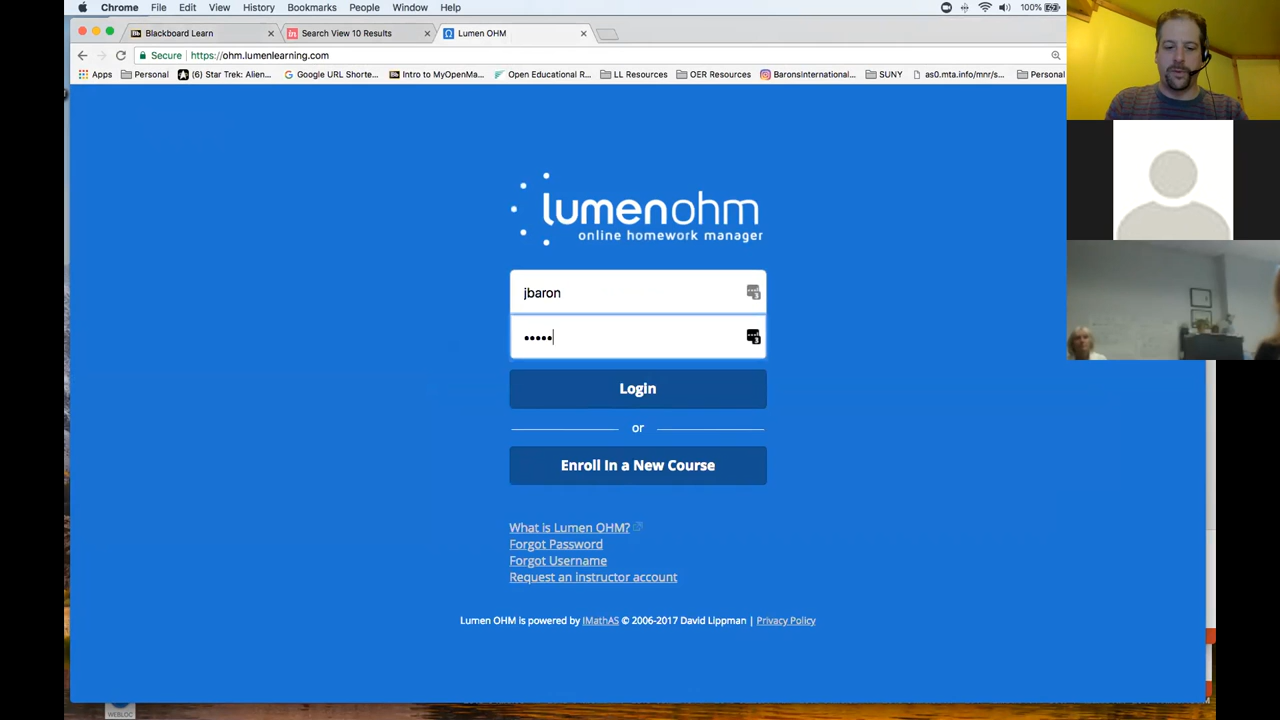 Chrome File Edit View History Bookmarks People Window Help 100%
Blackboard Learn
Search View 10 Results
Lumen OHM
Secure https://ohm.lumenlearning.com
Apps Personal (6) Star Trek: Alien... Google URL Shorte... Intro to MyOpenMa... Open Educational R... LL Resources OER Resources BaronsInternational... SUNY as0.mta.info/mnr/s... Personal
lumenohm
online homework manager
jbaron
•••••
Login
or
Enroll In a New Course
What is Lumen OHM?
Forgot Password
Forgot Username
Request an instructor account
Lumen OHM is powered by IMathAS © 2006-2017 David Lippman | Privacy Policy
WEBLOC